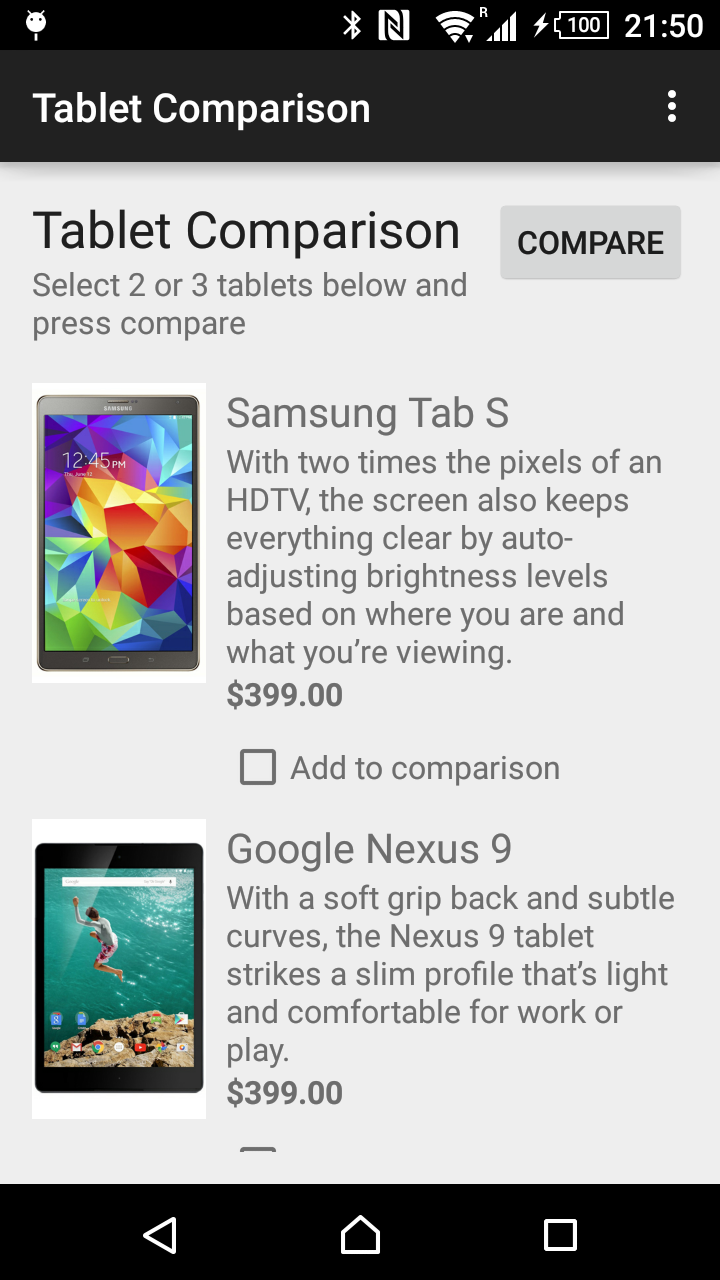 R
100
21:50
Tablet Comparison
Tablet Comparison
COMPARE
Select 2 or 3 tablets below and
press compare
SAMSUNG
12:45PM
Samsung Tab S
With two times the pixels of an
HDTV, the screen also keeps
everything clear by auto-
adjusting brightness levels
based on where you are and
what you’re viewing.
$399.00
Add to comparison
Google Nexus 9
With a soft grip back and subtle
curves, the Nexus 9 tablet
strikes a slim profile that’s light
and comfortable for work or
play.
$399.00